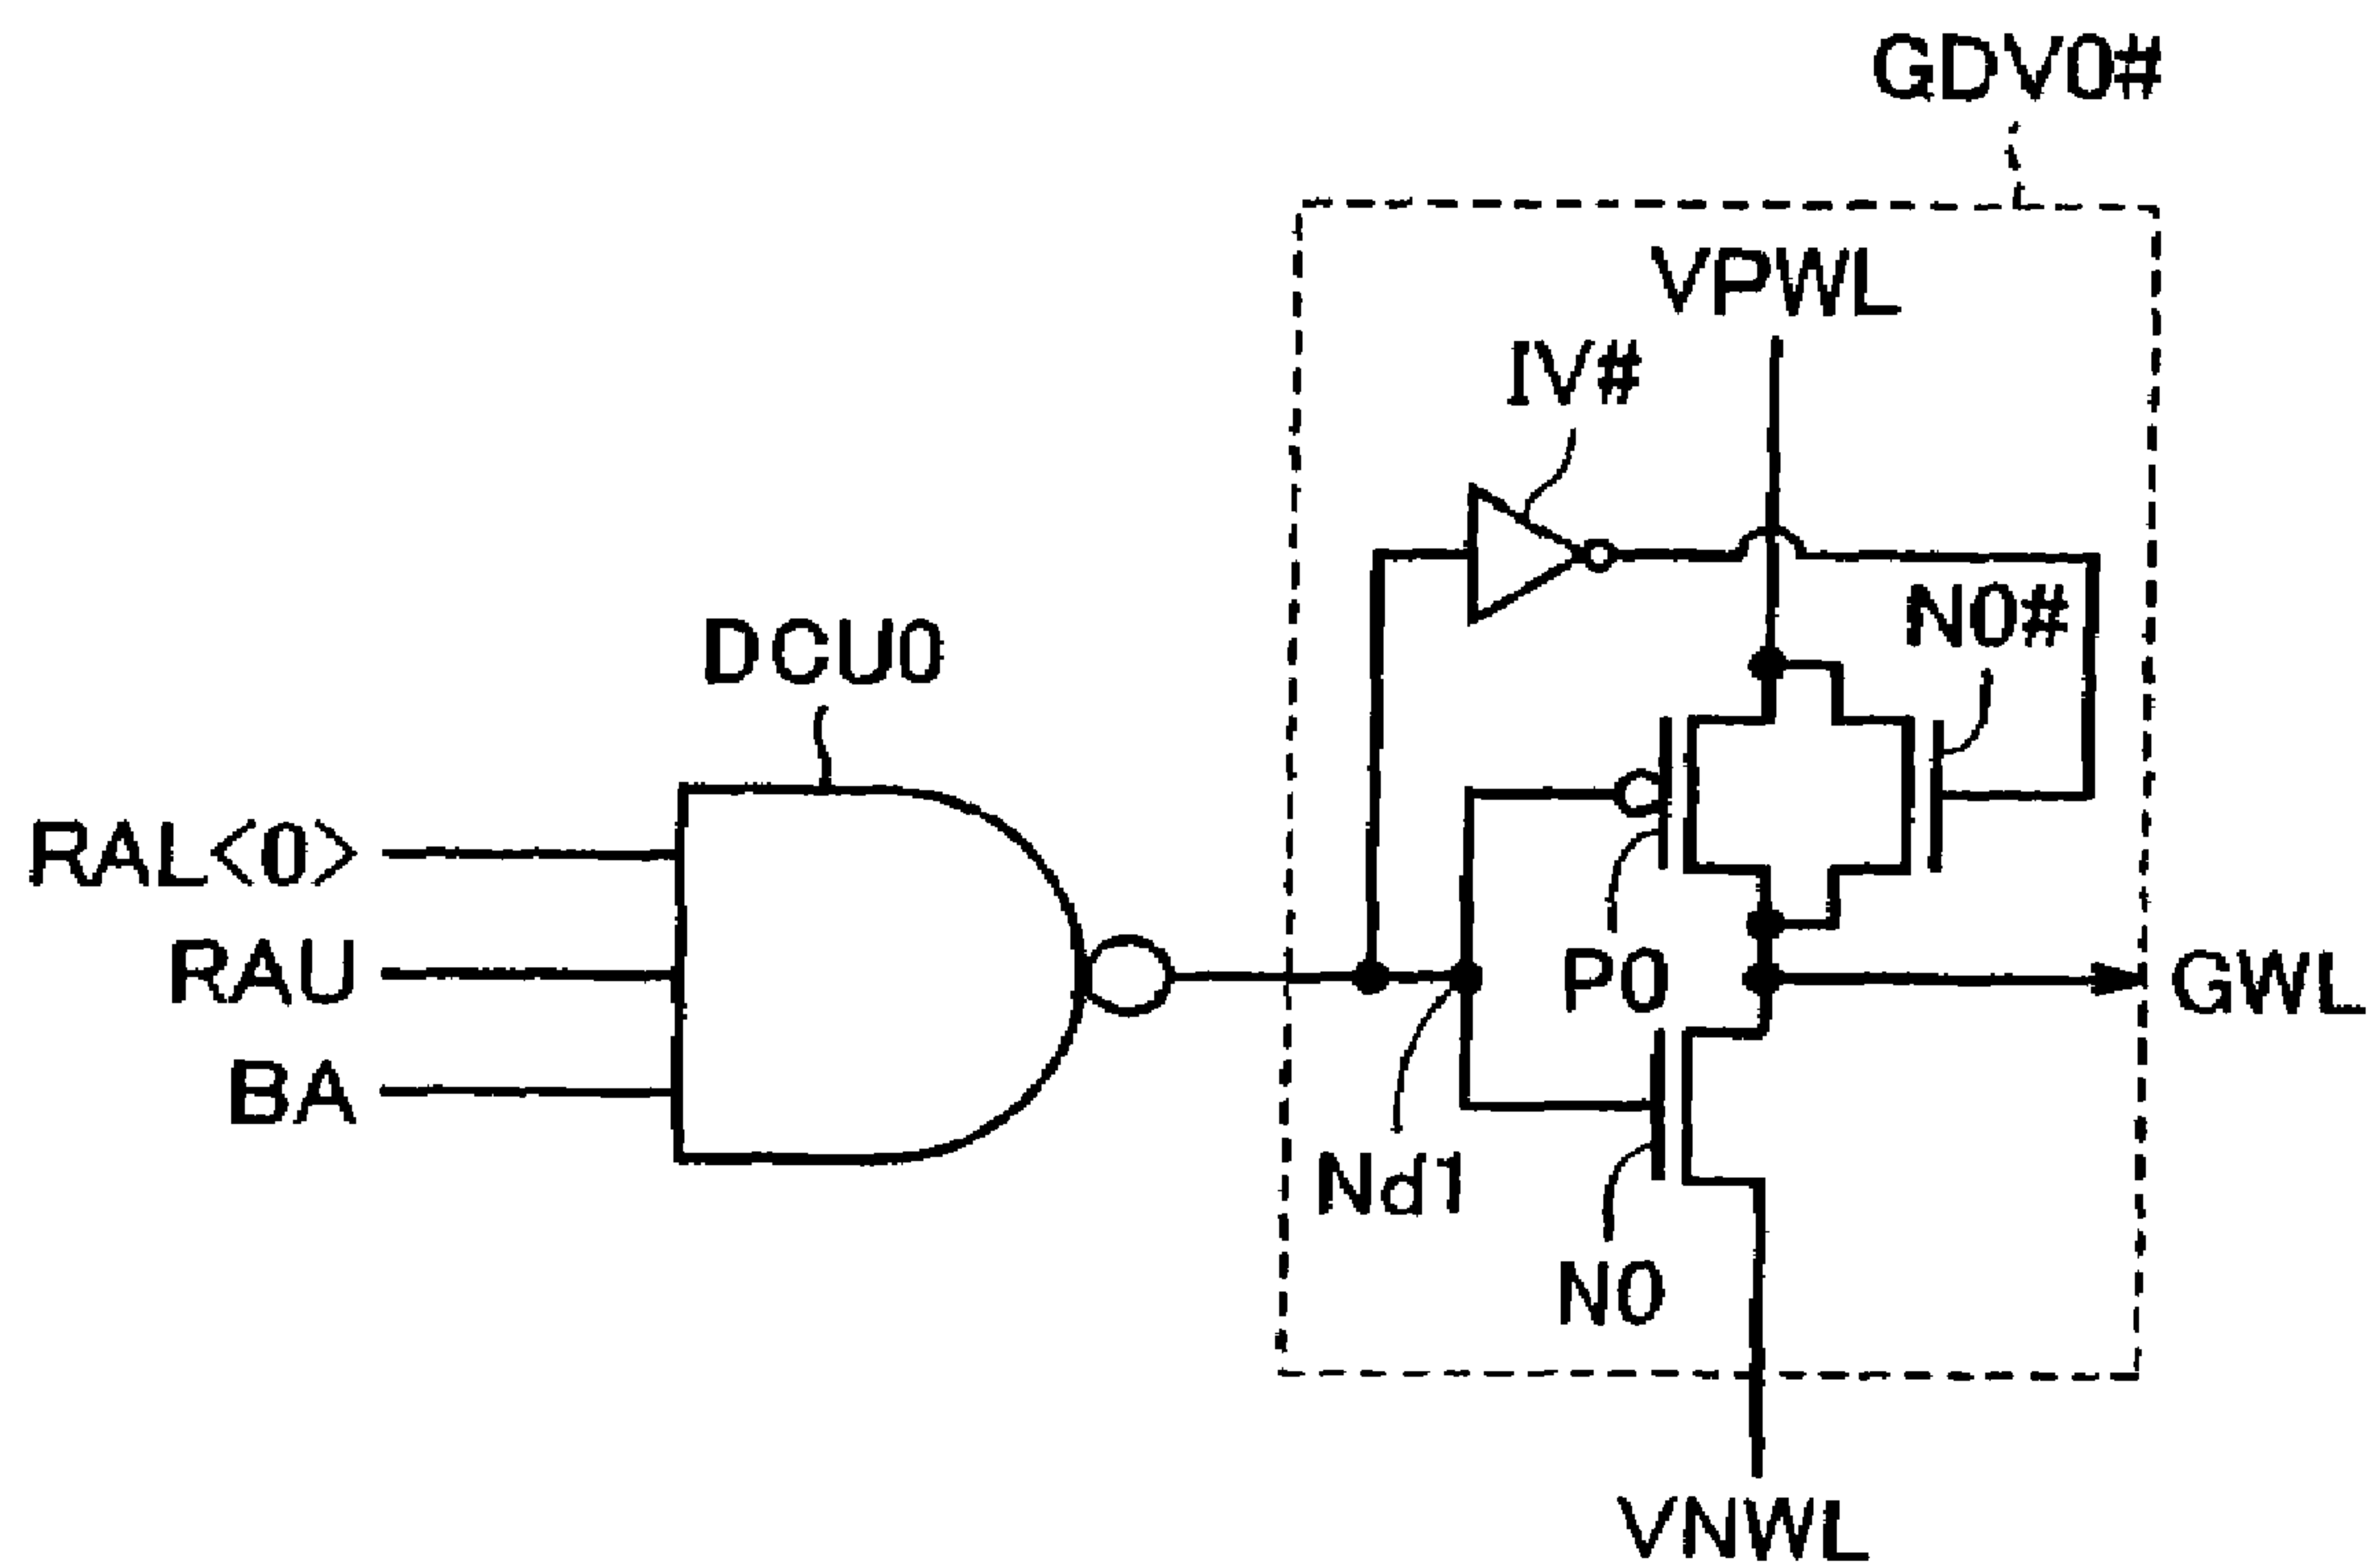 GDV0#
VPWL
IV#
N0#
DCU0
RAL<0>
RAU
BA
P0
GWL
Nd1
N0
VNWL